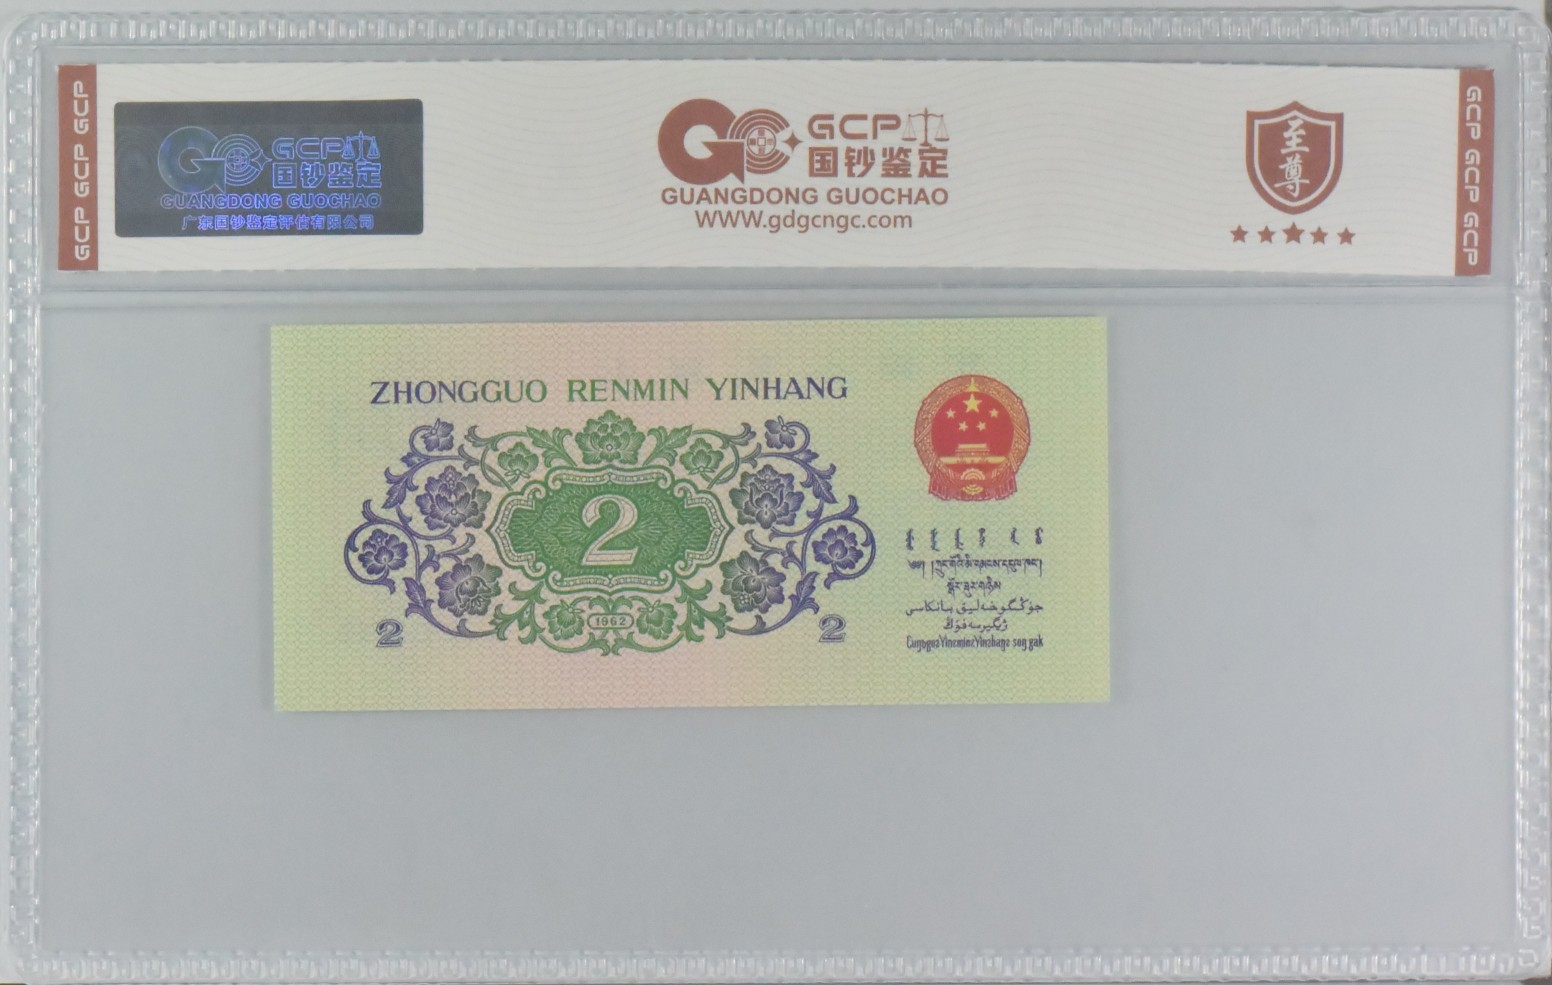 GCP GCP GCP
GCP
国钞鉴定
GUANGDONG GUOCHAO
广东国钞鉴定评估有限公司
GCP
国钞鉴定
GUANGDONG GUOCHAO
WWW.gdgcngc.com
至尊
GCP GCP GCP
ZHONGGUO RENMIN YINHANG
2
1962
2
2